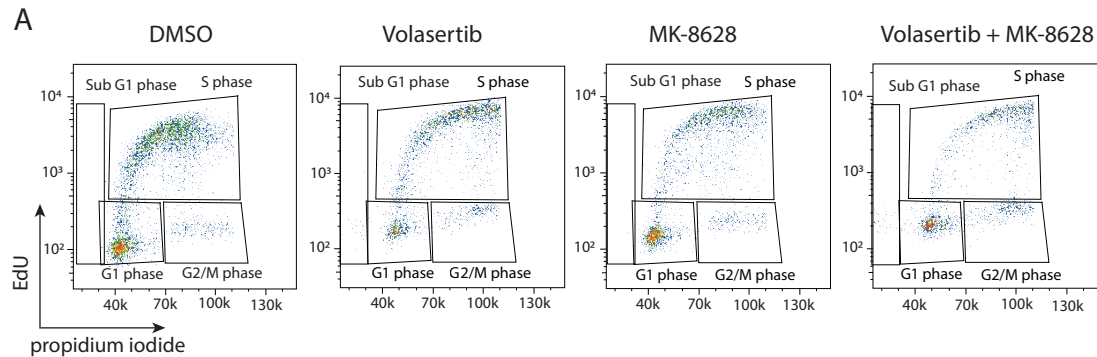 A
DMSO
Volasertib
MK-8628
Volasertib + MK-8628
Sub G1 phase
S phase
10⁴
10³
10²
G1 phase
G2/M phase
40k
70k
100k
130k
Sub G1 phase
S phase
10⁴
10³
10²
G1 phase
G2/M phase
40k
70k
100k
130k
Sub G1 phase
S phase
10⁴
10³
10²
G1 phase
G2/M phase
40k
70k
100k
130k
Sub G1 phase
S phase
10⁴
10³
10²
G1 phase
G2/M phase
40k
70k
100k
130k
EdU
propidium iodide